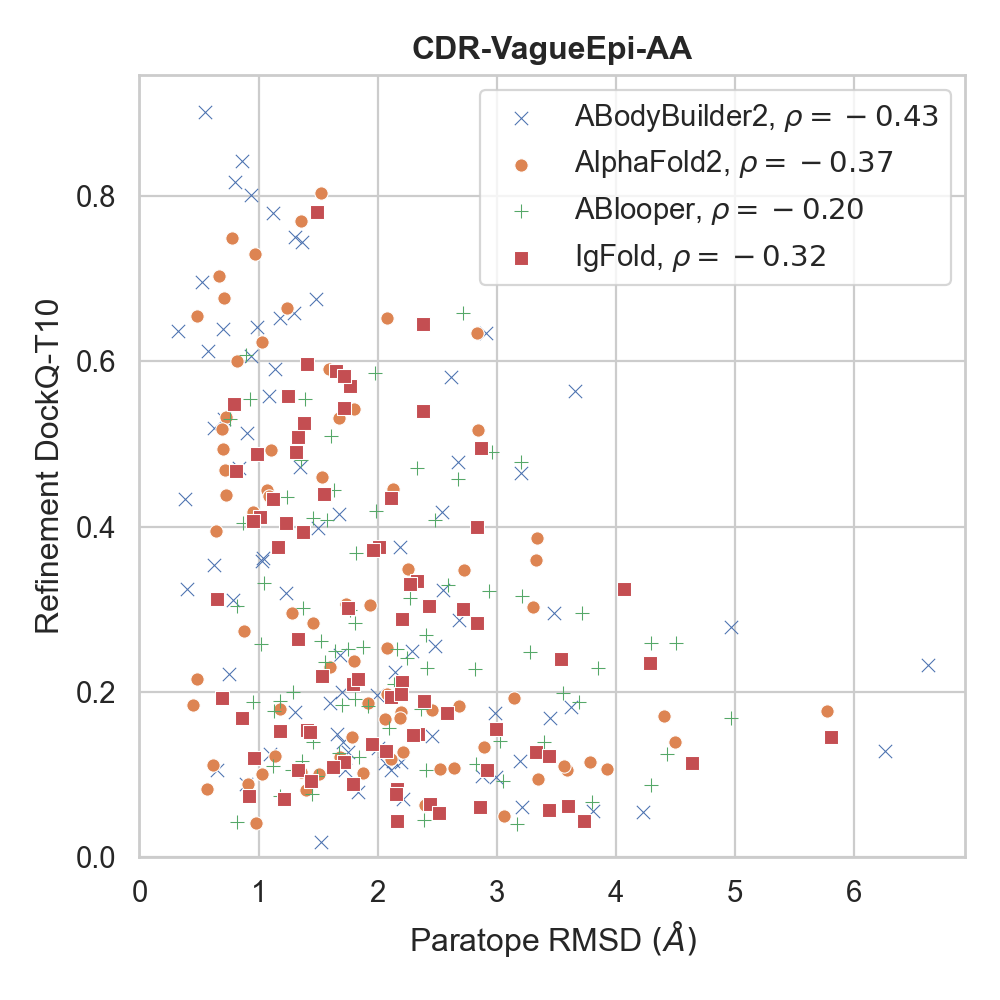 CDR-VagueEpi-AA
ABodyBuilder2, ρ = −0.43
AlphaFold2, ρ = −0.37
ABlooper, ρ = −0.20
IgFold, ρ = −0.32
Refinement DockQ-T10
0.8
0.6
0.4
0.2
0.0
0 1 2 3 4 5 6
Paratope RMSD (Å)